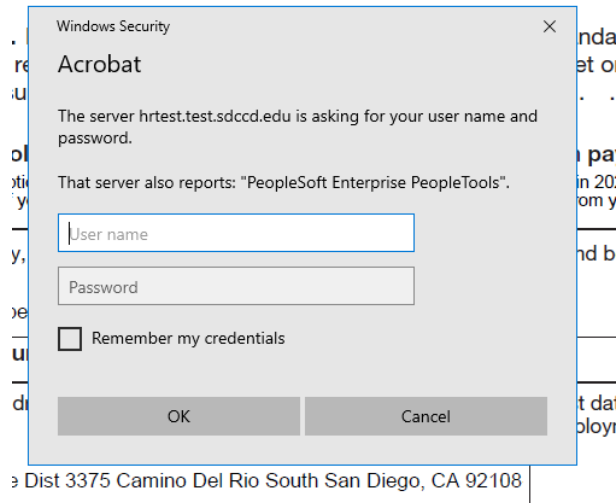 Windows Security
Acrobat
The server hrtest.test.sdccd.edu is asking for your user name and
password.
That server also reports: "PeopleSoft Enterprise PeopleTools".
User name
Password
Remember my credentials
OK
Cancel
e Dist 3375 Camino Del Rio South San Diego, CA 92108